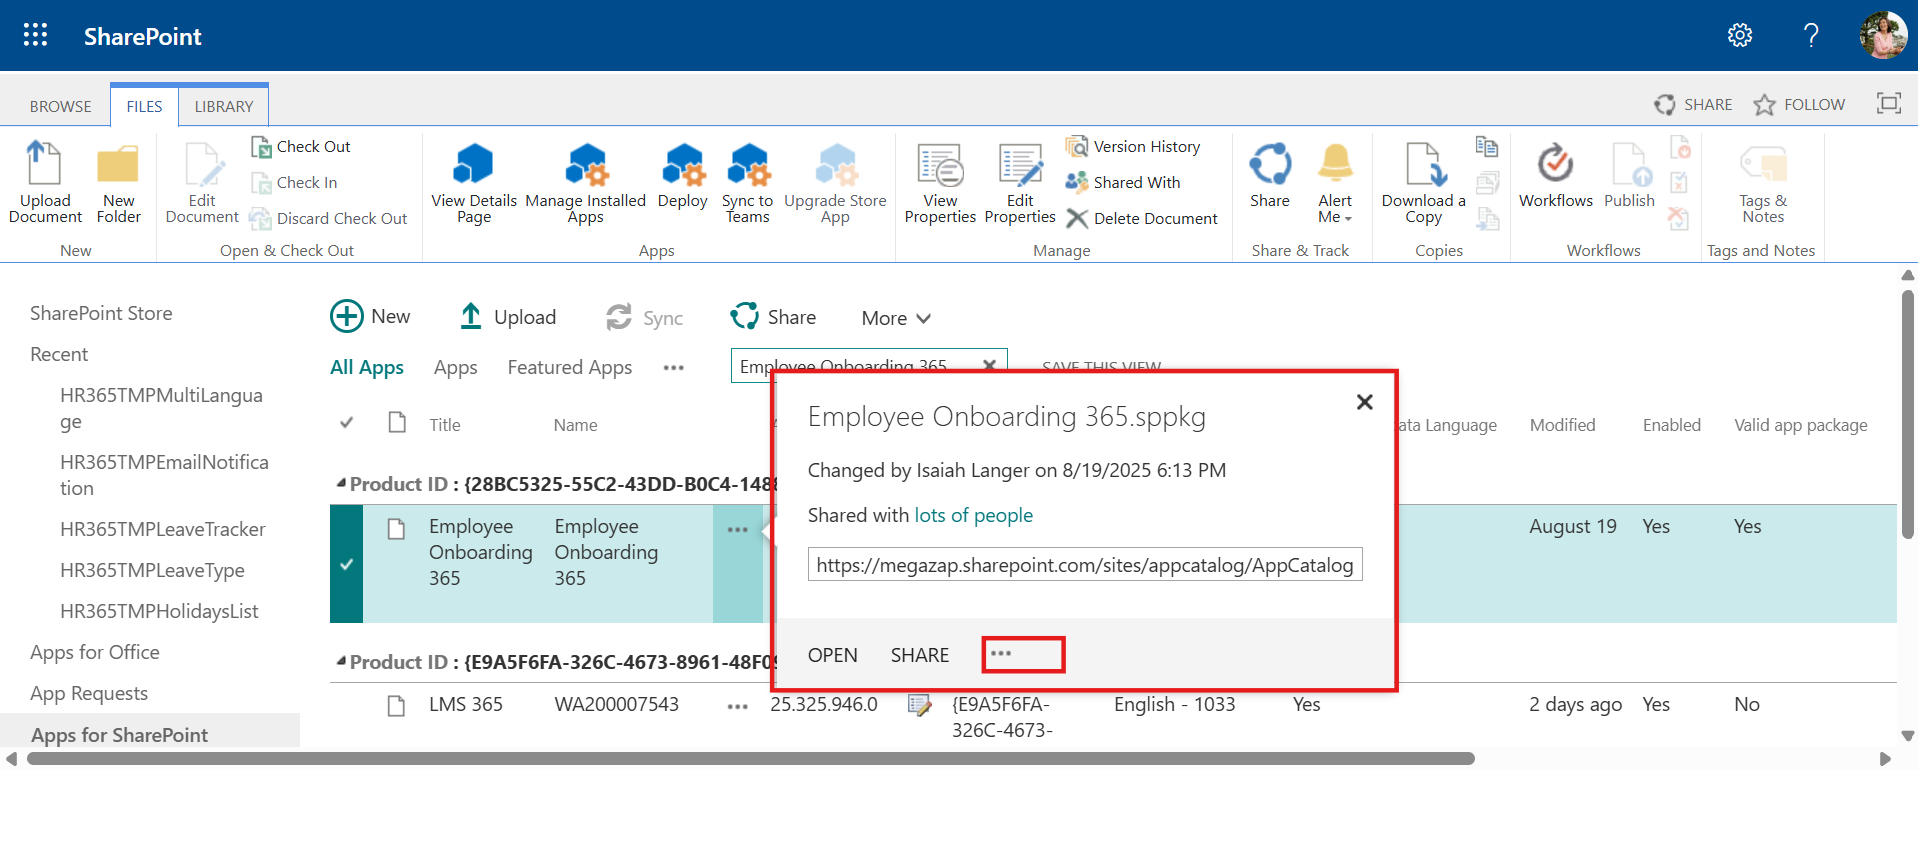 SharePoint
BROWSE
FILES
LIBRARY
SHARE
FOLLOW
Upload
Document
New
Folder
New
Edit
Document
Check Out
Check In
Discard Check Out
Open & Check Out
View Details
Page
Manage Installed
Apps
Deploy
Sync to
Teams
Upgrade Store
App
Apps
View
Properties
Edit
Properties
Version History
Shared With
Delete Document
Manage
Share
Alert
Me
Share & Track
Download a
Copy
Copies
Workflows
Publish
Workflows
Tags &
Notes
Tags and Notes
SharePoint Store
Recent
HR365TMPMultiLangua
ge
HR365TMPEmailNotifica
tion
HR365TMPLeaveTracker
HR365TMPLeaveType
HR365TMPHolidaysList
Apps for Office
App Requests
Apps for SharePoint
New
Upload
Sync
Share
More
All Apps
Apps
Featured Apps
Employee Onboarding 365
SAVE THIS VIEW
Title
Name
Language
Modified
Enabled
Valid app package
Product ID : {28BC5325-55C2-43DD-B0C4-148
Employee
Onboarding
365
Employee
Onboarding
365
August 19
Yes
Yes
Employee Onboarding 365.sppkg
Changed by Isaiah Langer on 8/19/2025 6:13 PM
Shared with lots of people
https://megazap.sharepoint.com/sites/appcatalog/AppCatalog
OPEN
SHARE
Product ID : {E9A5F6FA-326C-4673-8961-48F09
LMS 365
WA200007543
25.325.946.0
{E9A5F6FA-
326C-4673-
English - 1033
Yes
2 days ago
Yes
No